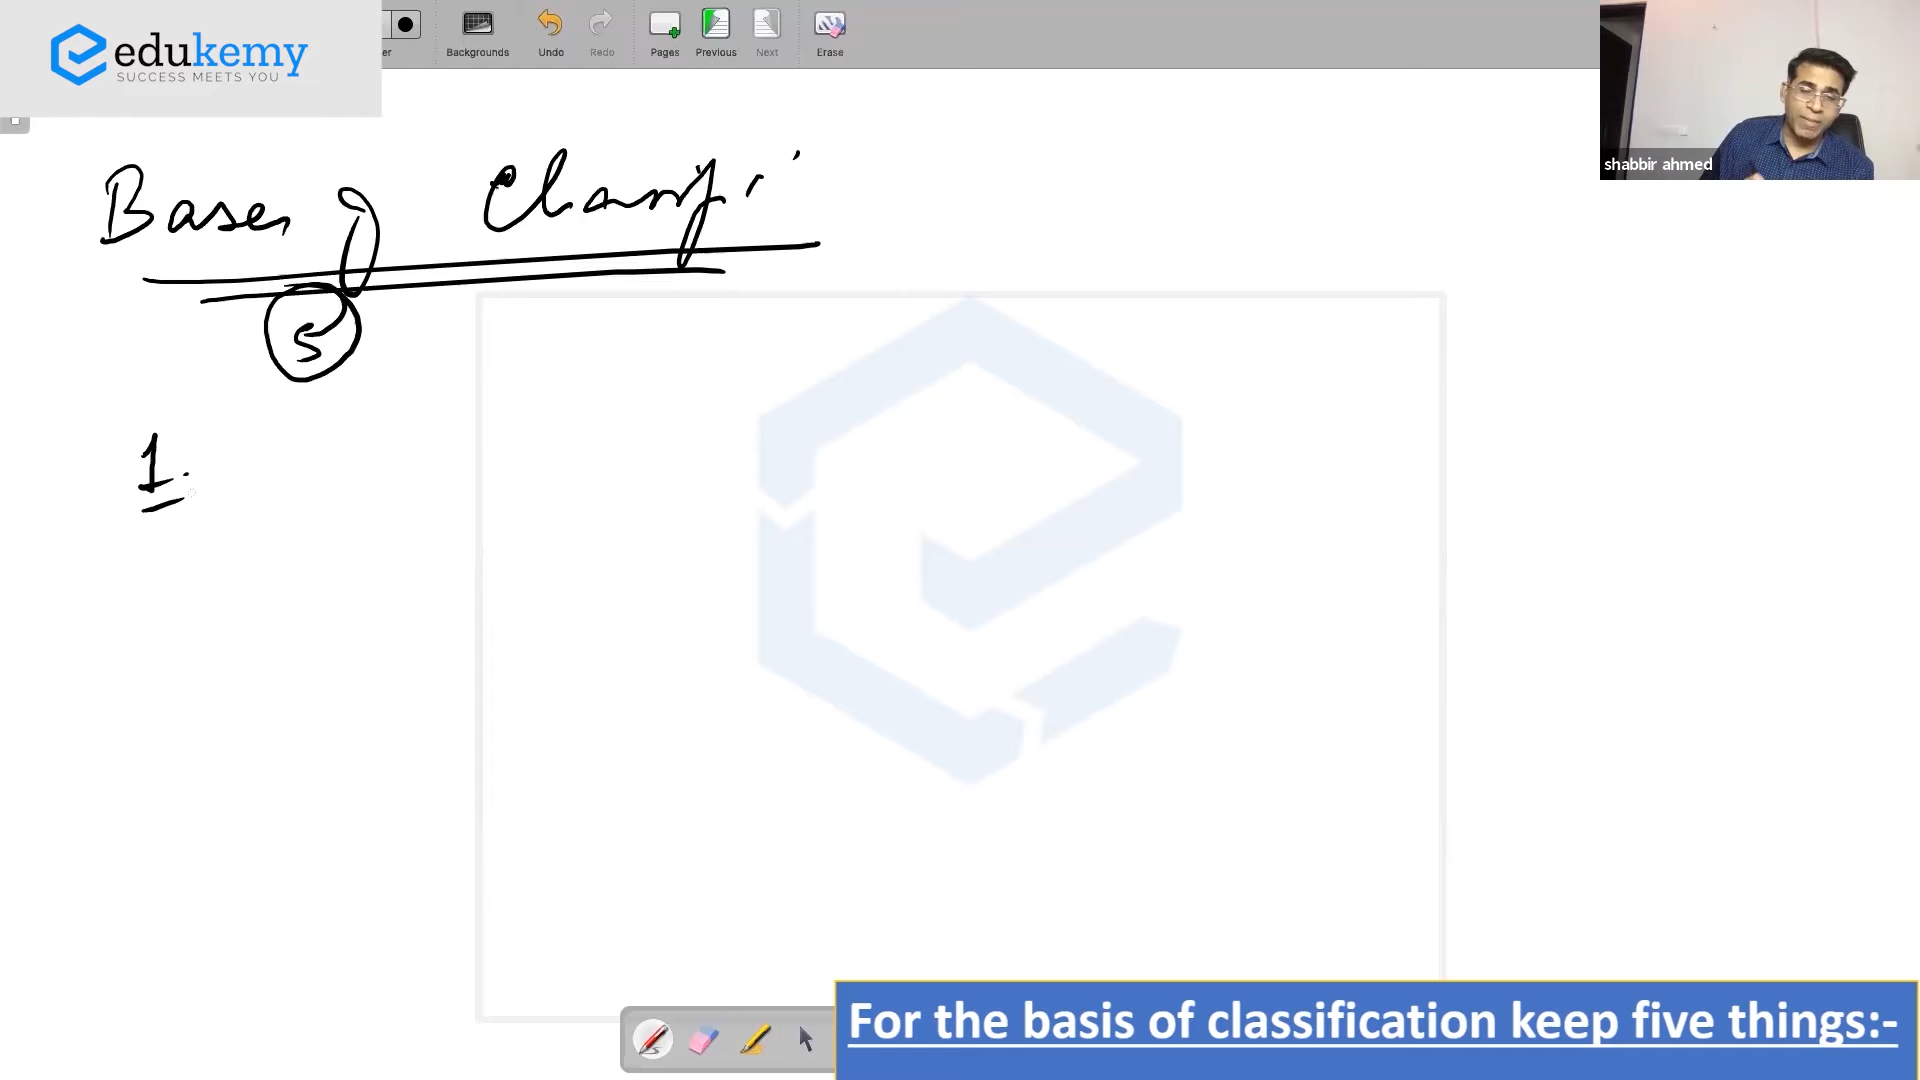 edukemy
SUCCESS MEETS YOU
er
Backgrounds
Undo
Redo
Pages
Previous
Next
Erase
shabbir ahmed
Bases of Classifi
5
1.
For the basis of classification keep five things:-